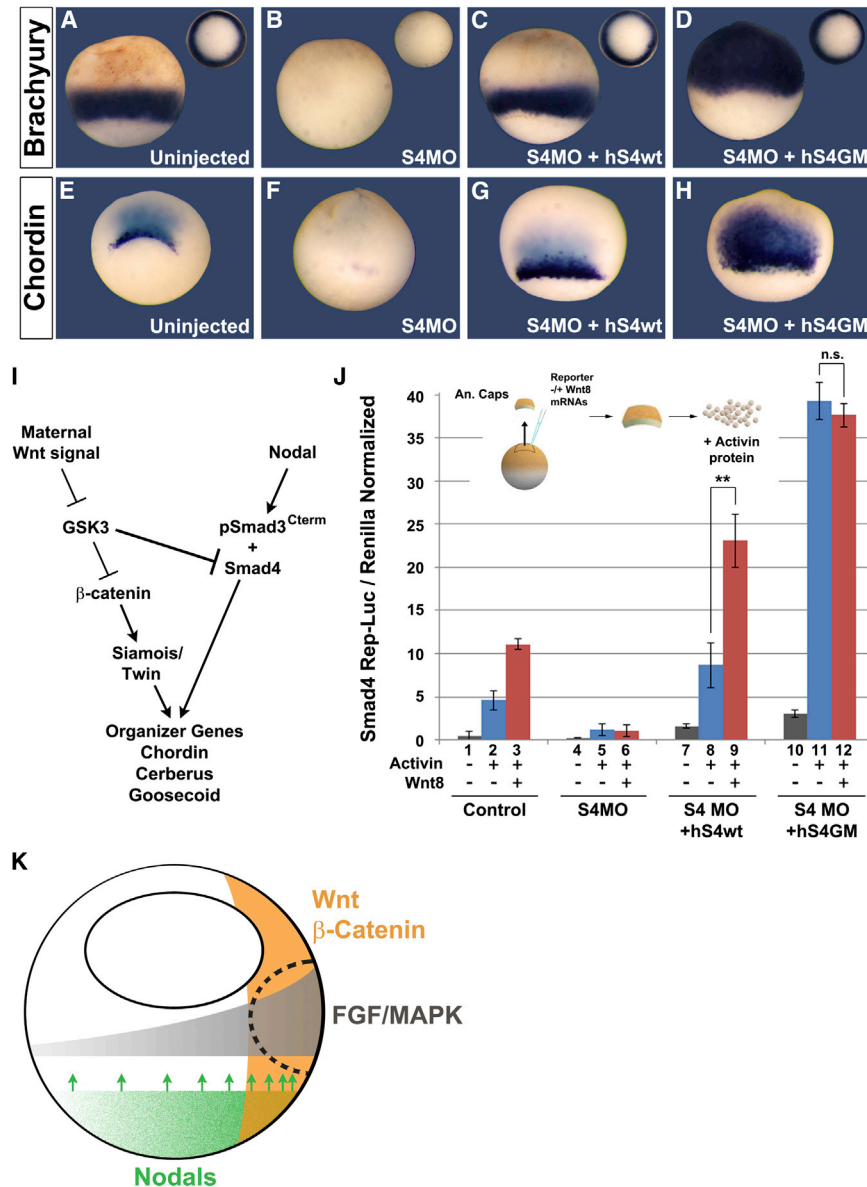 Brachyury
A
Uninjected
B
S4MO
C
S4MO + hS4wt
D
S4MO + hS4GM
Chordin
E
Uninjected
F
S4MO
G
S4MO + hS4wt
H
S4MO + hS4GM
I
Maternal
Wnt signal
Nodal
GSK3
pSmad3Cterm
+
Smad4
β-catenin
Siamois/
Twin
Organizer Genes
Chordin
Cerberus
Goosecoid
J
Smad4 Rep-Luc / Renilla Normalized
40
35
30
25
20
15
10
5
0
An. Caps
Reporter
-/+ Wnt8
mRNAs
+ Activin
protein
**
n.s.
1 2 3 4 5 6 7 8 9 10 11 12
Activin - + + - + + - + + - + +
Wnt8 - - + - - + - - + - - +
Control
S4MO
S4 MO
+hS4wt
S4 MO
+hS4GM
K
Wnt
β-Catenin
FGF/MAPK
Nodals